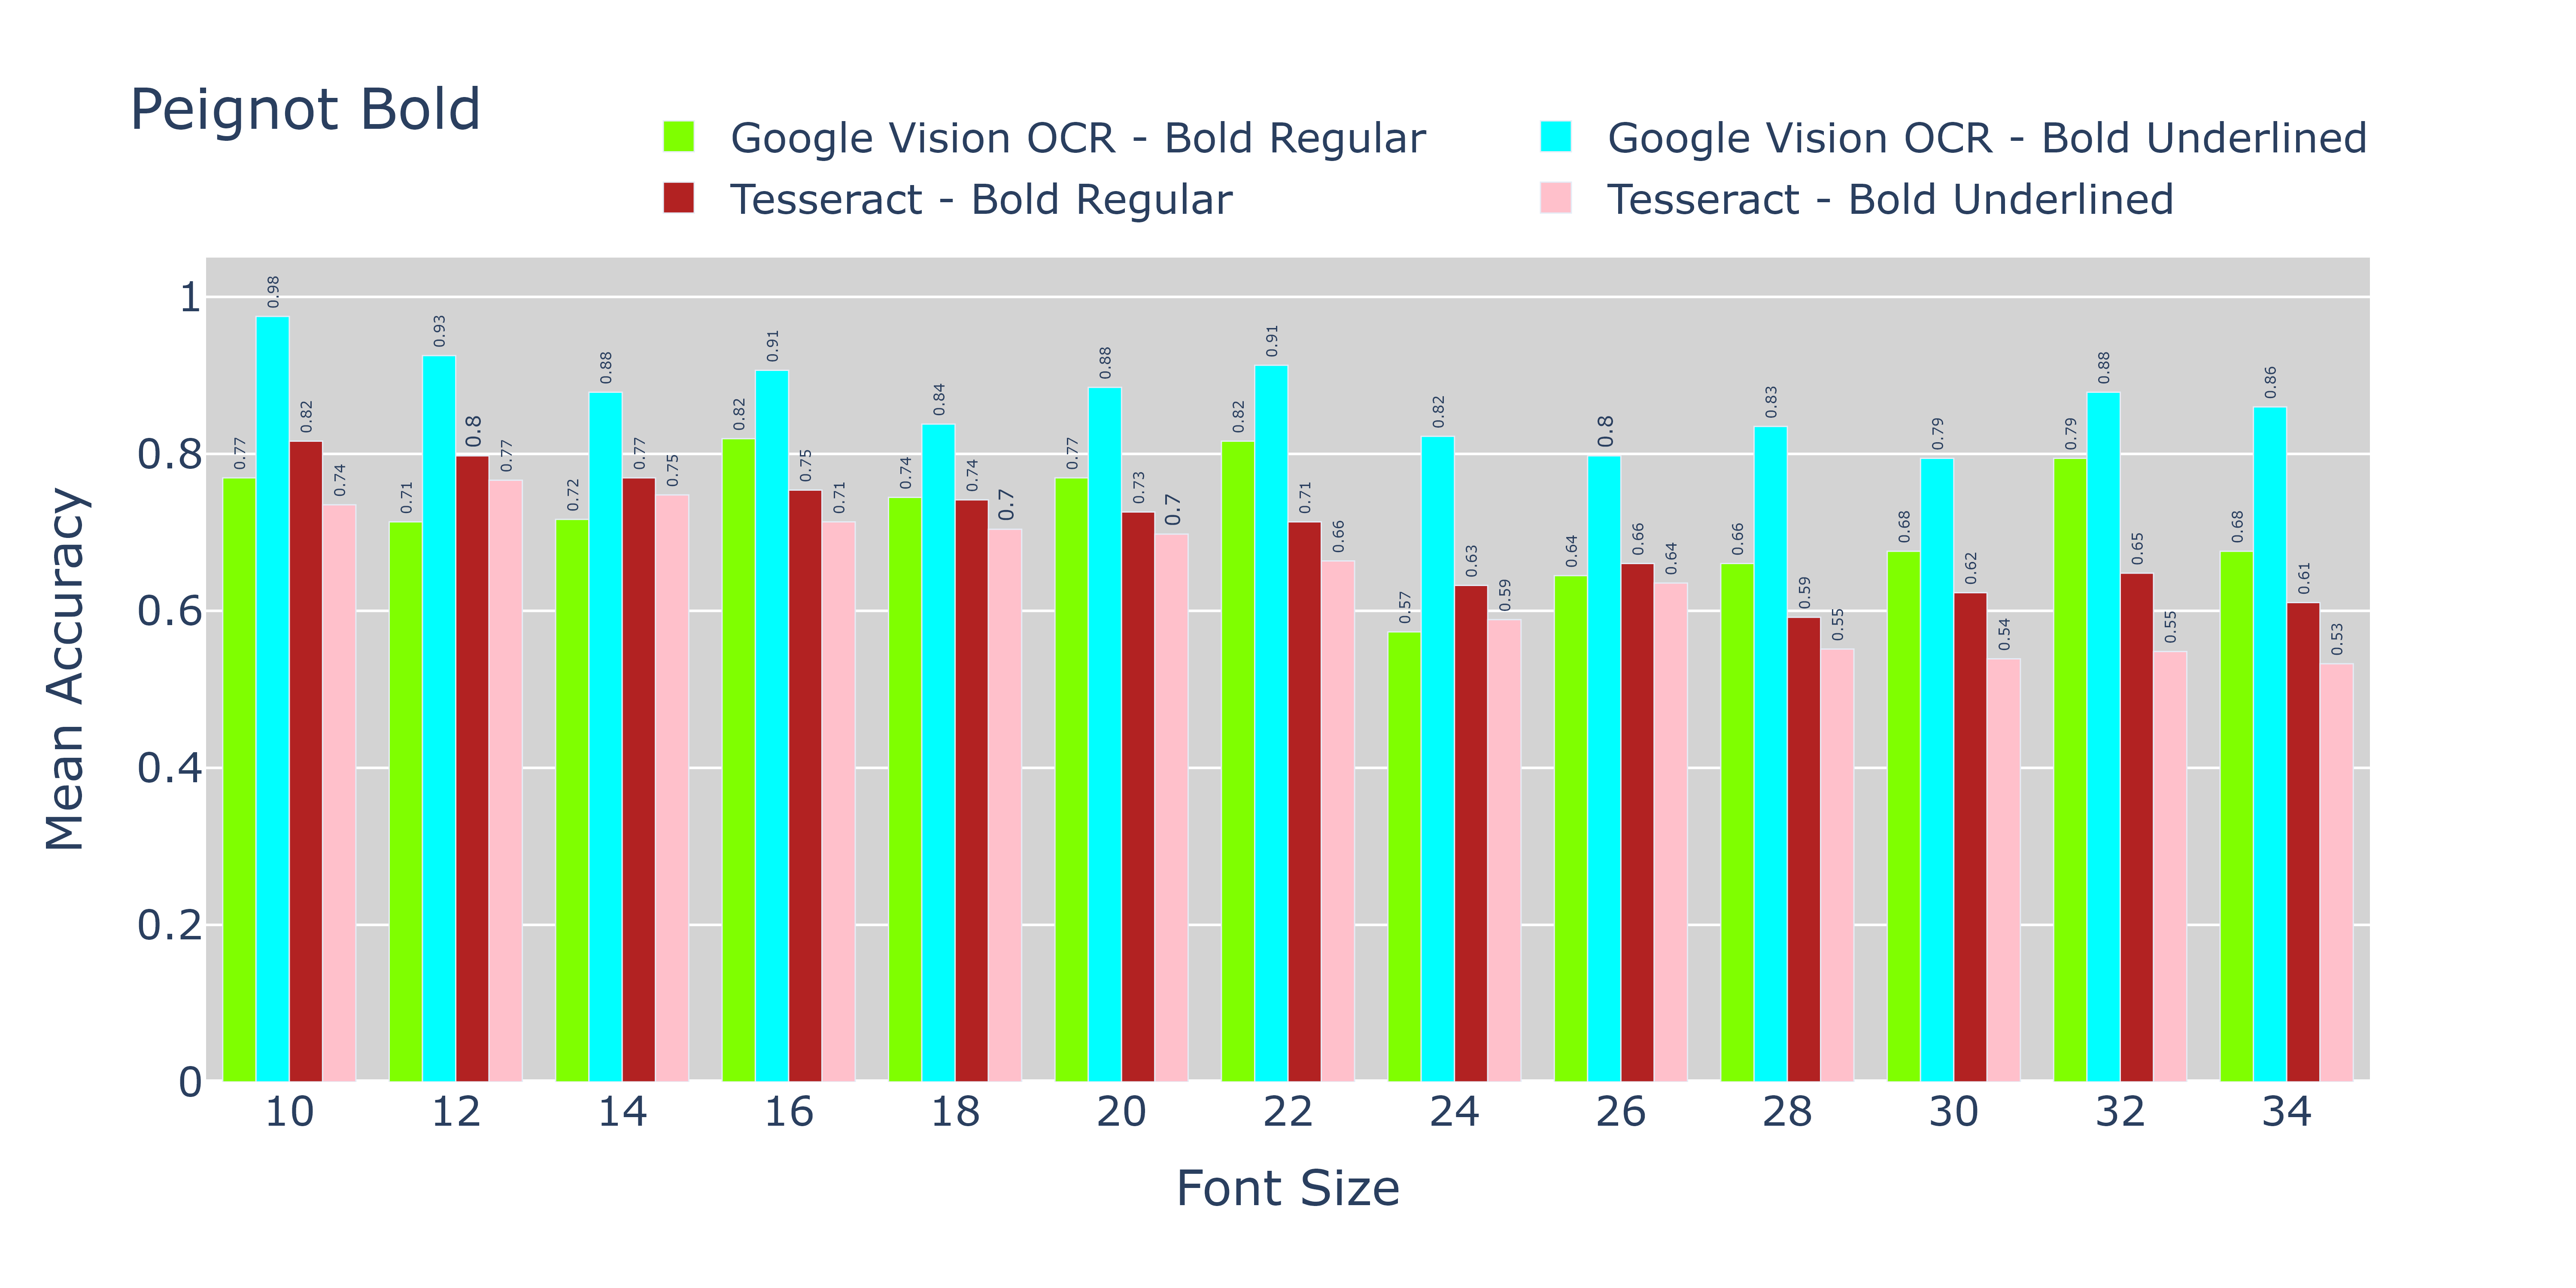 Peignot Bold
Google Vision OCR - Bold Regular
Google Vision OCR - Bold Underlined
Tesseract - Bold Regular
Tesseract - Bold Underlined
Mean Accuracy
1
0.8
0.6
0.4
0.2
0
0.77 0.98 0.82 0.74
0.71 0.93 0.8 0.77
0.72 0.88 0.77 0.75
0.82 0.91 0.75 0.71
0.74 0.84 0.74 0.7
0.77 0.88 0.73 0.7
0.82 0.91 0.71 0.66
0.57 0.82 0.63 0.59
0.64 0.8 0.66 0.64
0.66 0.83 0.59 0.55
0.68 0.79 0.62 0.54
0.79 0.88 0.65 0.55
0.68 0.86 0.61 0.53
10 12 14 16 18 20 22 24 26 28 30 32 34
Font Size